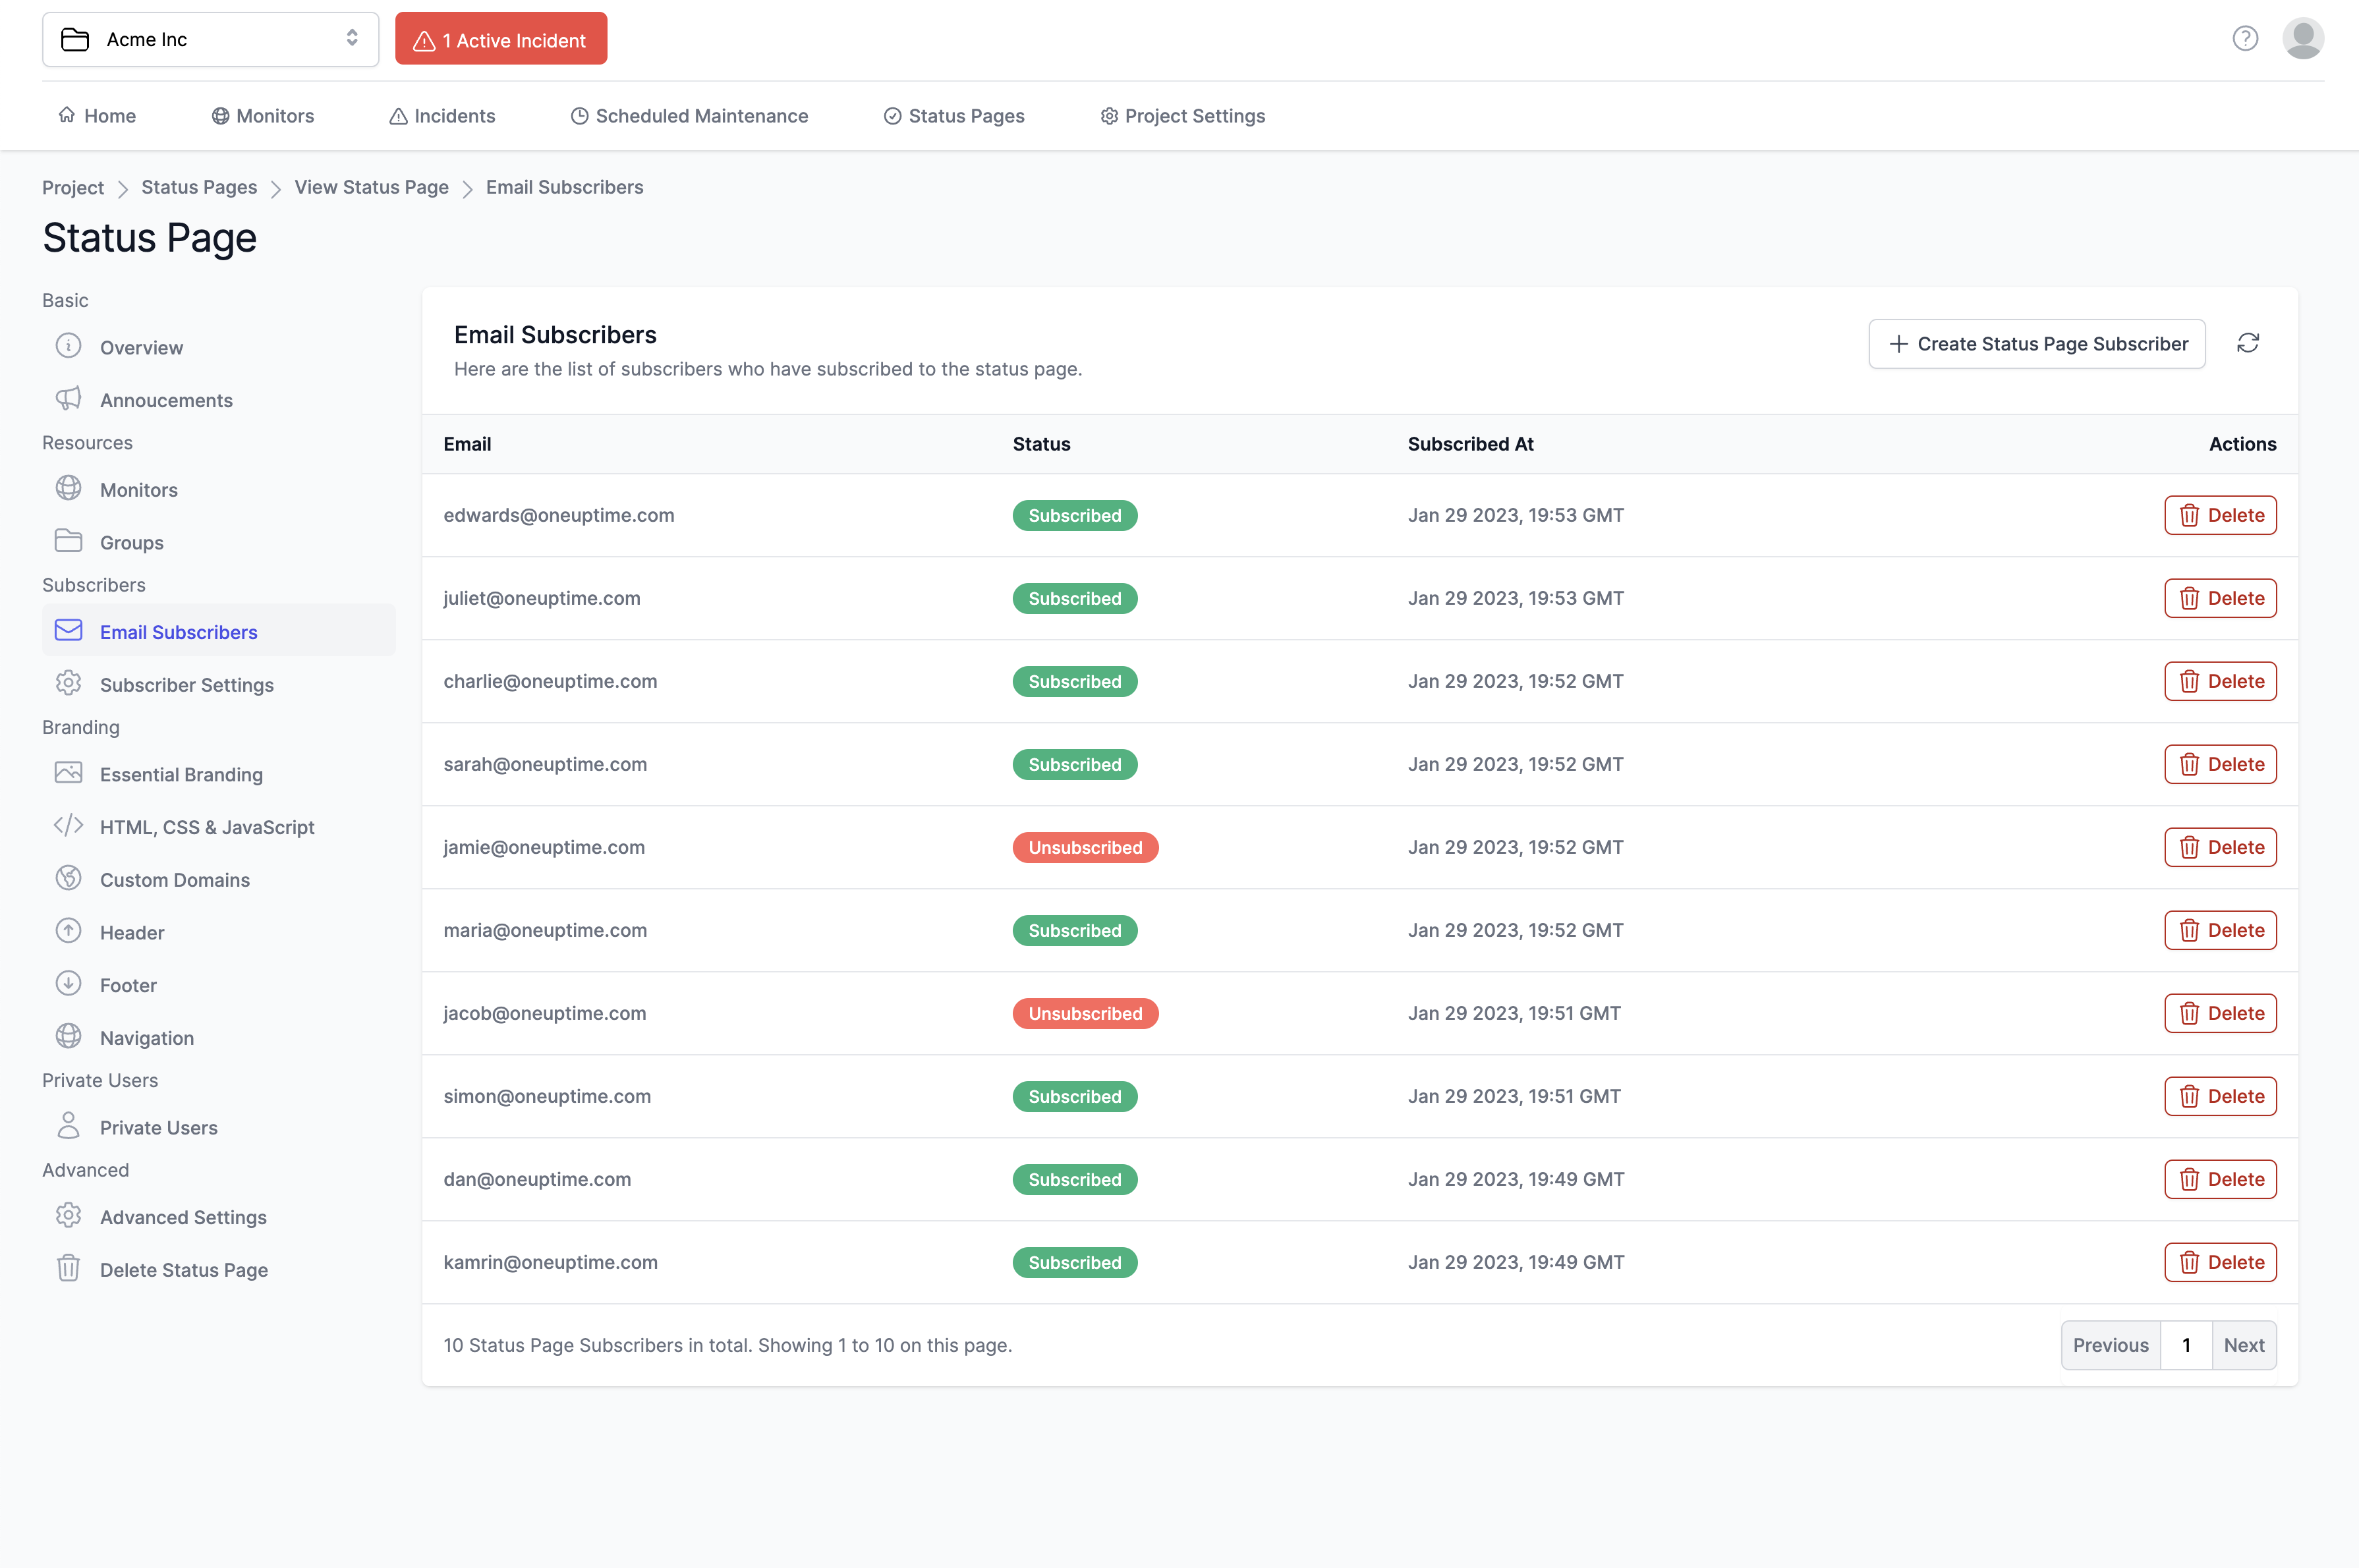 Acme Inc
1 Active Incident
Home Monitors Incidents Scheduled Maintenance Status Pages Project Settings
Project Status Pages View Status Page Email Subscribers
Status Page
Basic
Overview
Annoucements
Resources
Monitors
Groups
Subscribers
Email Subscribers
Subscriber Settings
Branding
Essential Branding
HTML, CSS & JavaScript
Custom Domains
Header
Footer
Navigation
Private Users
Private Users
Advanced
Advanced Settings
Delete Status Page
Email Subscribers
Here are the list of subscribers who have subscribed to the status page.
Create Status Page Subscriber
Email Status Subscribed At Actions
edwards@oneuptime.com Subscribed Jan 29 2023, 19:53 GMT Delete
juliet@oneuptime.com Subscribed Jan 29 2023, 19:53 GMT Delete
charlie@oneuptime.com Subscribed Jan 29 2023, 19:52 GMT Delete
sarah@oneuptime.com Subscribed Jan 29 2023, 19:52 GMT Delete
jamie@oneuptime.com Unsubscribed Jan 29 2023, 19:52 GMT Delete
maria@oneuptime.com Subscribed Jan 29 2023, 19:52 GMT Delete
jacob@oneuptime.com Unsubscribed Jan 29 2023, 19:51 GMT Delete
simon@oneuptime.com Subscribed Jan 29 2023, 19:51 GMT Delete
dan@oneuptime.com Subscribed Jan 29 2023, 19:49 GMT Delete
kamrin@oneuptime.com Subscribed Jan 29 2023, 19:49 GMT Delete
10 Status Page Subscribers in total. Showing 1 to 10 on this page.
Previous 1 Next